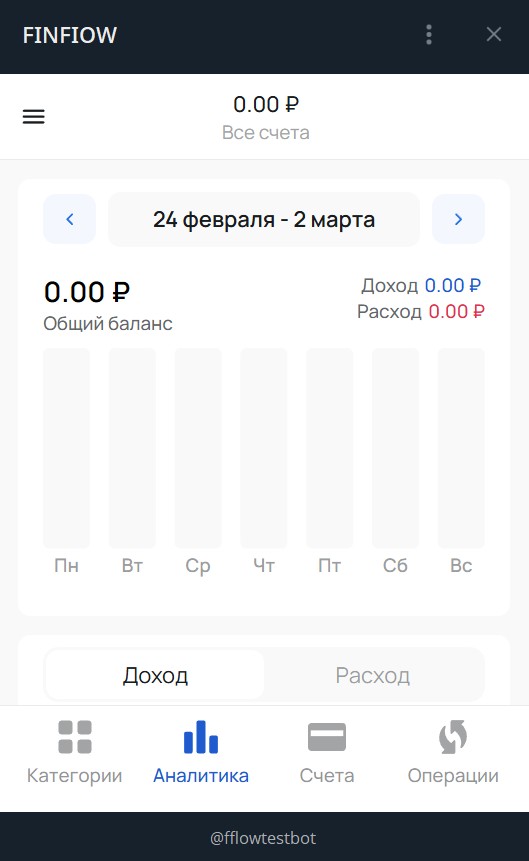 FINFIOW
0.00 ₽
Все счета
24 февраля - 2 марта
0.00 ₽
Общий баланс
Доход 0.00 ₽
Расход 0.00 ₽
Пн Вт Ср Чт Пт Сб Вс
Доход Расход
Категории Аналитика Счета Операции
@fflowtestbot